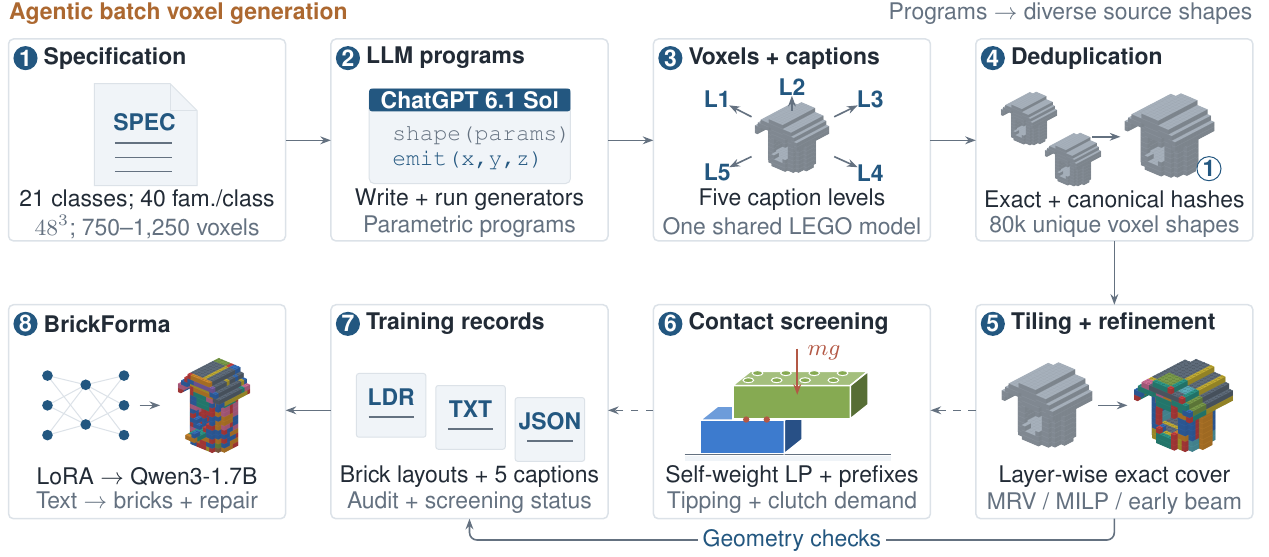 Agentic batch voxel generation
Programs → diverse source shapes
1 Specification
SPEC
21 classes; 40 fam./class
48³; 750–1,250 voxels
2 LLM programs
ChatGPT 6.1 Sol
shape(params)
emit(x,y,z)
Write + run generators
Parametric programs
3 Voxels + captions
L1 L2 L3
L5 L4
Five caption levels
One shared LEGO model
4 Deduplication
1
Exact + canonical hashes
80k unique voxel shapes
5 Tiling + refinement
Layer-wise exact cover
MRV / MILP / early beam
6 Contact screening
mg
Self-weight LP + prefixes
Tipping + clutch demand
7 Training records
LDR
TXT
JSON
Brick layouts + 5 captions
Audit + screening status
8 BrickForma
LoRA → Qwen3-1.7B
Text → bricks + repair
Geometry checks